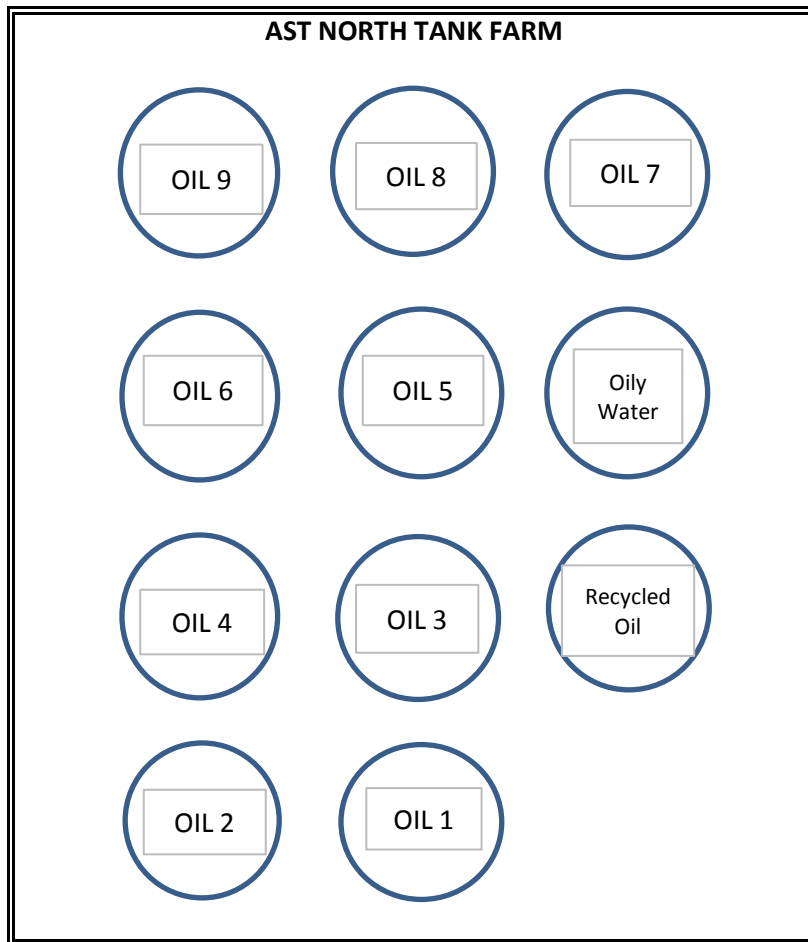 AST NORTH TANK FARM
OIL 9
OIL 8
OIL 7
OIL 6
OIL 5
Oily
Water
OIL 4
OIL 3
Recycled
Oil
OIL 2
OIL 1